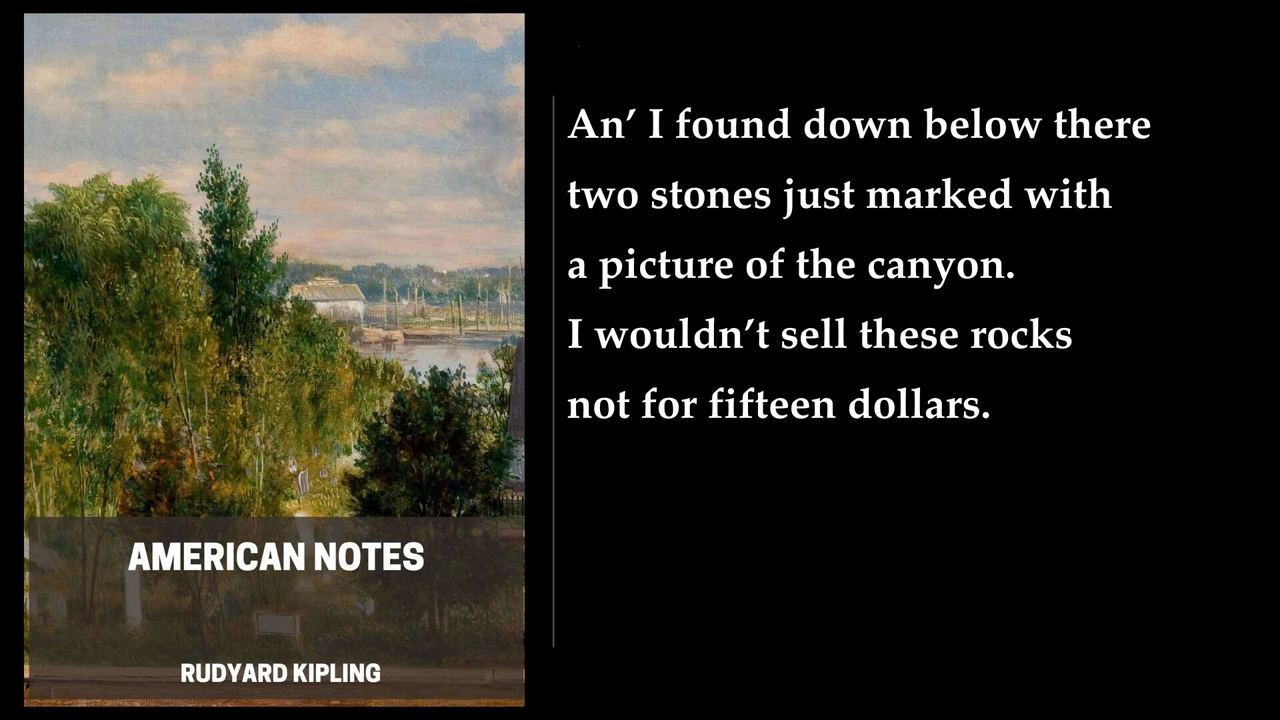 An’ I found down below there
two stones just marked with
a picture of the canyon.
I wouldn’t sell these rocks
not for fifteen dollars.
AMERICAN NOTES
RUDYARD KIPLING